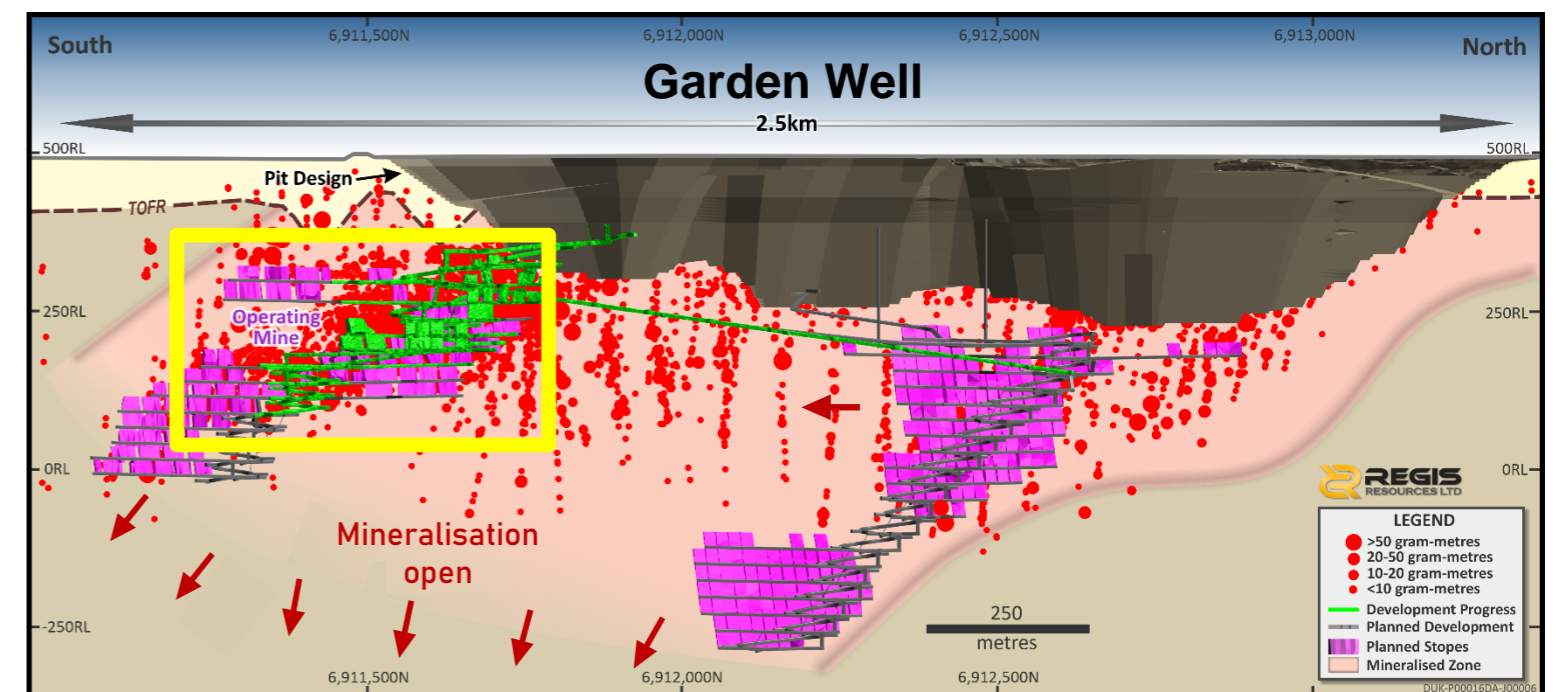 6,911,500N
6,912,000N
6,912,500N
6,913,000N
South
North
Garden Well
2.5km
500RL
500RL
Pit Design
TOFR
250RL
250RL
Operating
Mine
0RL
0RL
REGIS
RESOURCES LTD
Mineralisation
open
LEGEND
>50 gram-metres
20-50 gram-metres
10-20 gram-metres
<10 gram-metres
Development Progress
Planned Development
Planned Stopes
Mineralised Zone
250
metres
-250RL
6,911,500N
6,912,000N
6,912,500N
DUK-P00016DA-J00006